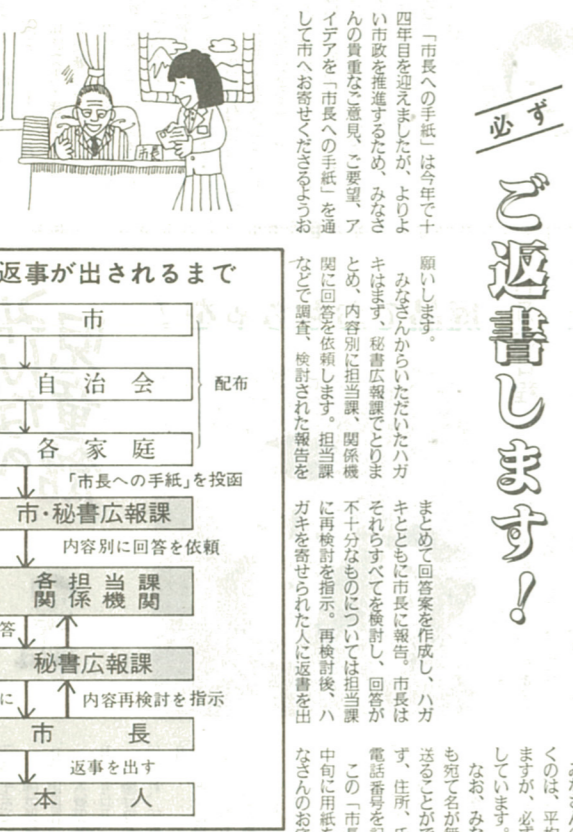 必ず
ご返書します!
「市長への手紙」は今年で十
四年目を迎えましたが、よりよ
い市政を推進するため、みなさ
んの貴重なご意見、ご要望、ア
イデアを「市長への手紙」を通
して市へお寄せくださるようお
願いします。
みなさんからいただいたハガ
キはまず、秘書広報課でとりま
とめ、内容別に担当課、関係機
関に回答を依頼します。担当課
などで調査、検討された報告を
まとめて回答案を作成し、ハガ
キとともに市長に報告。市長は
それらすべてを検討し、回答が
不十分なものについては担当課
に再検討を指示。再検討後、ハ
ガキを寄せられた人に返書を出
くのは、平均
ますが、必ず
しています
なお、みな
も宛て名が無
送ることがで
ず、住所、氏
電話番号を記
この「市長
中旬に用紙を
なさんのお
市長
返事が出されるまで
市
自治会
配布
各家庭
「市長への手紙」を投函
市・秘書広報課
内容別に回答を依頼
各担当課
関係機関
答
秘書広報課
に
内容再検討を指示
市長
返事を出す
本人